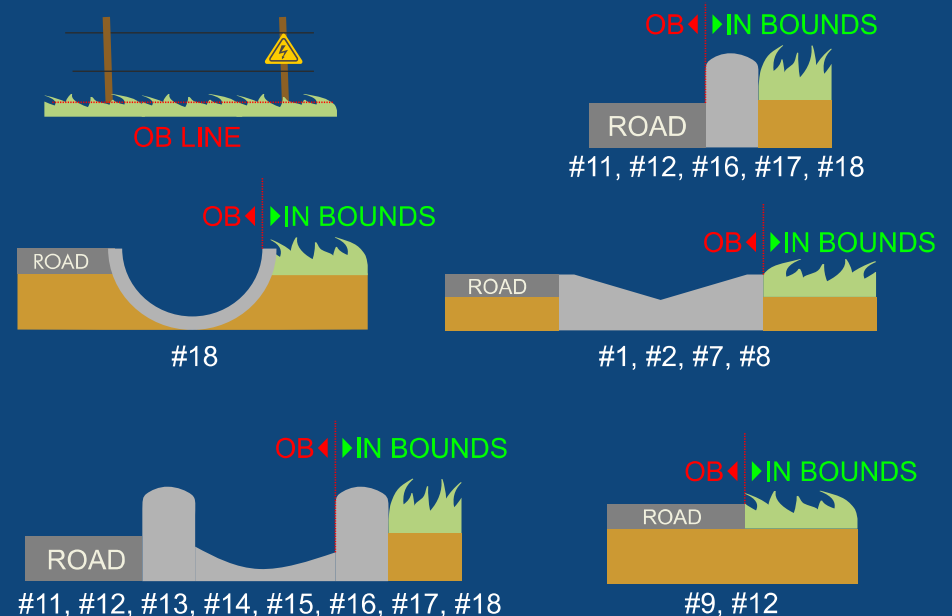 OB LINE
OB IN BOUNDS
ROAD
#11, #12, #16, #17, #18
OB IN BOUNDS
ROAD
#18
OB IN BOUNDS
ROAD
#1, #2, #7, #8
OB IN BOUNDS
ROAD
#11, #12, #13, #14, #15, #16, #17, #18
OB IN BOUNDS
ROAD
#9, #12